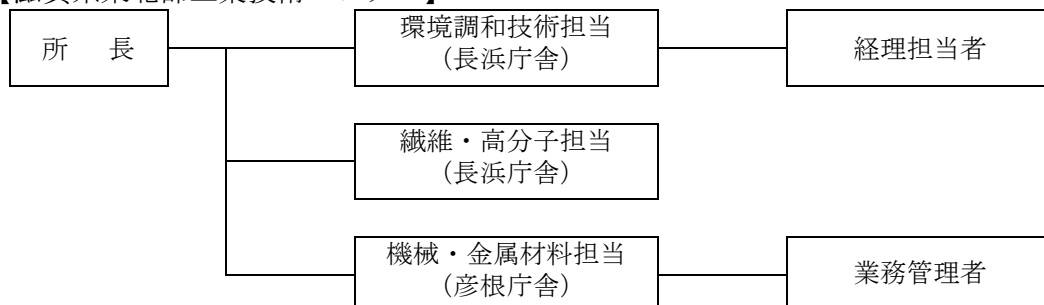 所　長
環境調和技術担当
（長浜庁舎）
経理担当者
繊維・高分子担当
（長浜庁舎）
機械・金属材料担当
（彦根庁舎）
業務管理者